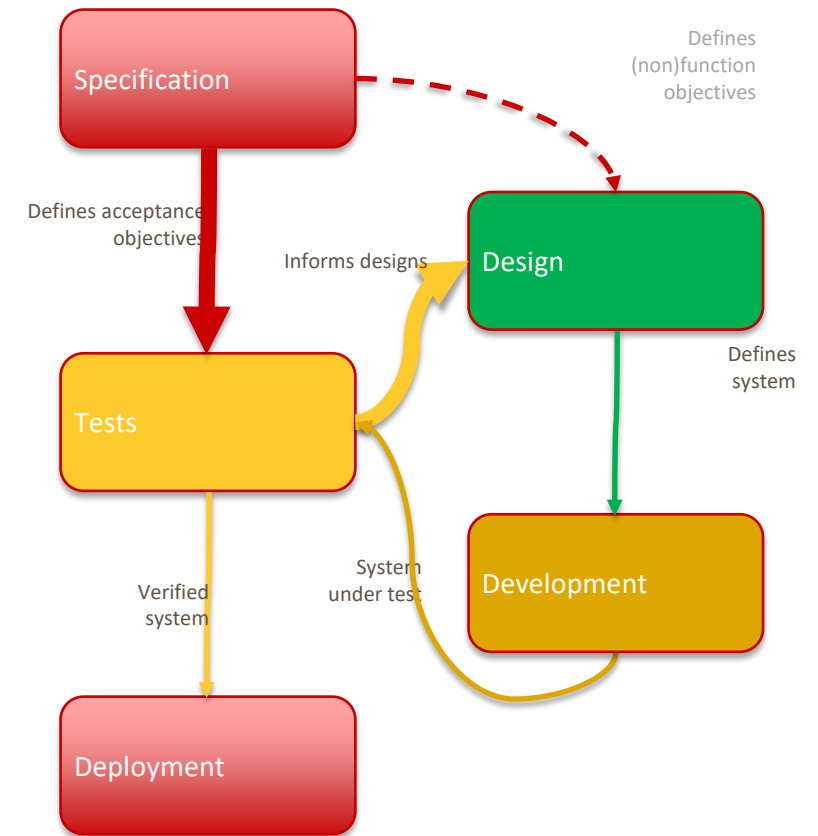 Specification
Defines
(non)function
objectives
Defines acceptance
objectives
Informs designs
Design
Defines
system
Tests
System
under test
Development
Verified
system
Deployment